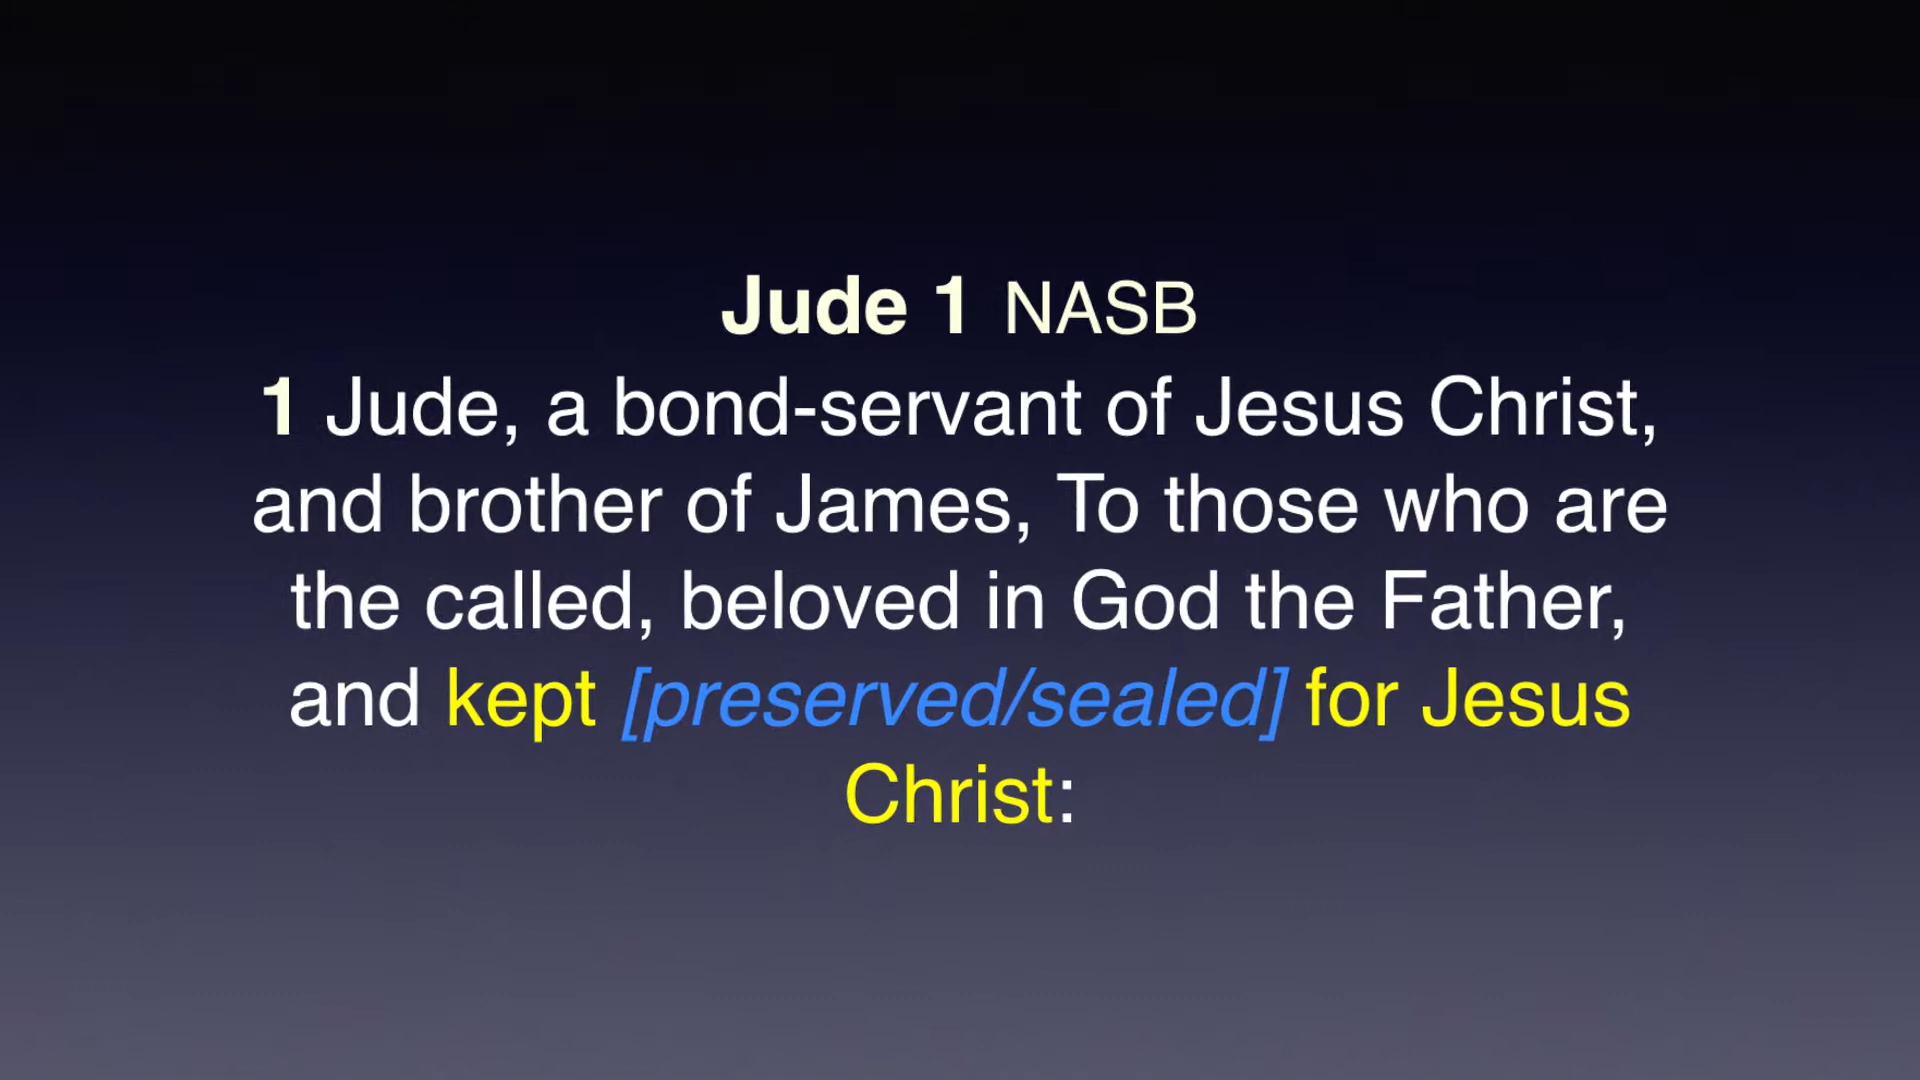 Jude 1 NASB
1 Jude, a bond-servant of Jesus Christ,
and brother of James, To those who are
the called, beloved in God the Father,
and kept [preserved/sealed] for Jesus
Christ: